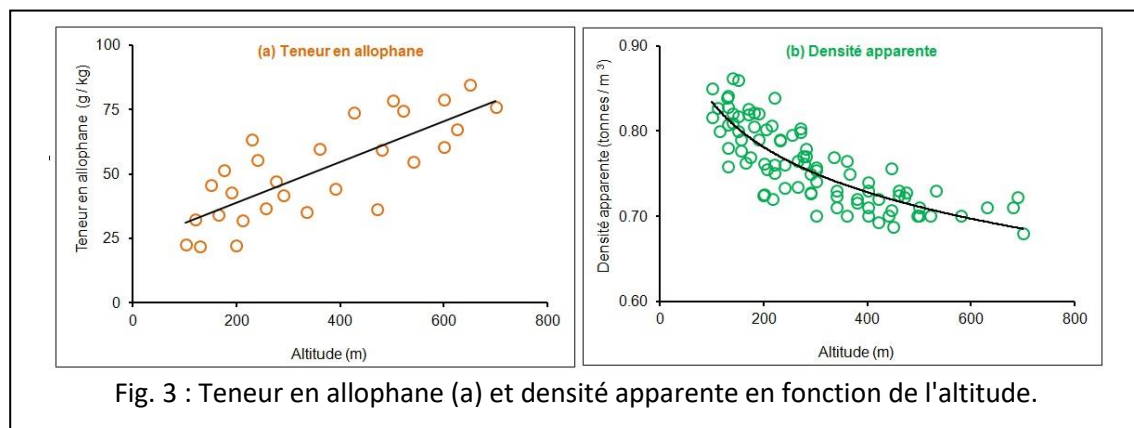 (a) Teneur en allophane
Teneur en allophane (g / kg)
100
75
50
25
0
0 200 400 600 800
Altitude (m)
(b) Densité apparente
Densité apparente (tonnes / m ³)
0.90
0.80
0.70
0.60
0 200 400 600 800
Altitude (m)
Fig. 3 : Teneur en allophane (a) et densité apparente en fonction de l'altitude.